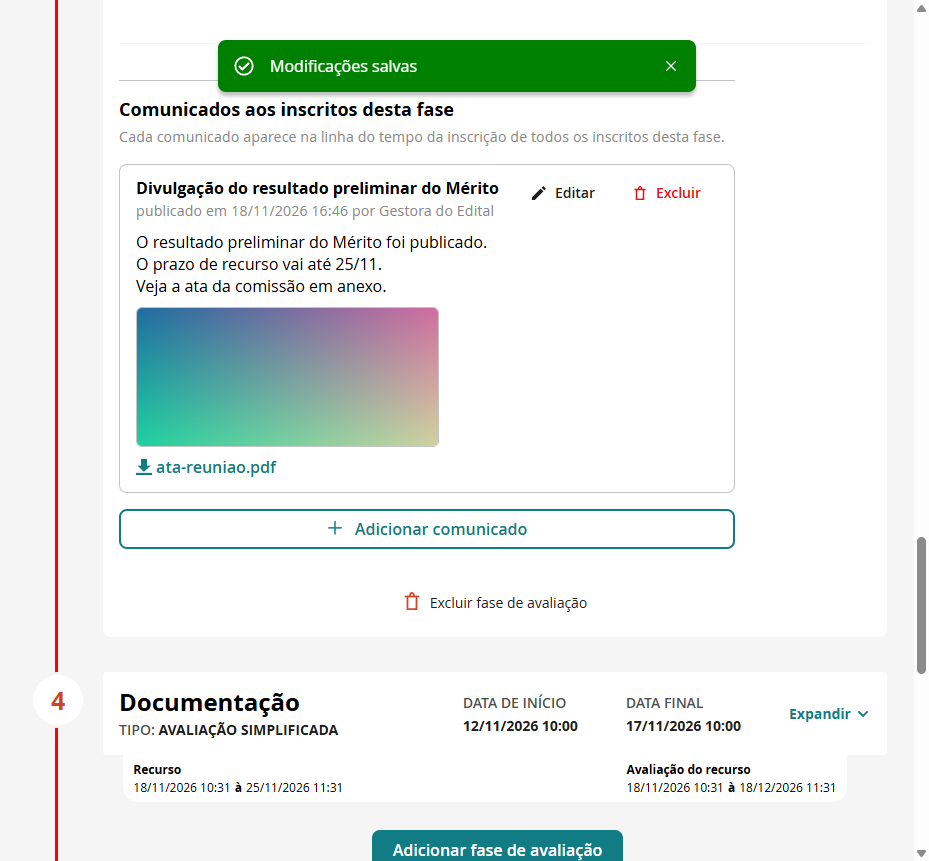 Modificações salvas
Comunicados aos inscritos desta fase
Cada comunicado aparece na linha do tempo da inscrição de todos os inscritos desta fase.
Divulgação do resultado preliminar do Mérito
Editar
Excluir
publicado em 18/11/2026 16:46 por Gestora do Edital
O resultado preliminar do Mérito foi publicado.
O prazo de recurso vai até 25/11.
Veja a ata da comissão em anexo.
ata-reuniao.pdf
Adicionar comunicado
Excluir fase de avaliação
4
Documentação
TIPO: AVALIAÇÃO SIMPLIFICADA
DATA DE INÍCIO
12/11/2026 10:00
DATA FINAL
17/11/2026 10:00
Expandir
Recurso
18/11/2026 10:31 à 25/11/2026 11:31
Avaliação do recurso
18/11/2026 10:31 à 18/12/2026 11:31
Adicionar fase de avaliação